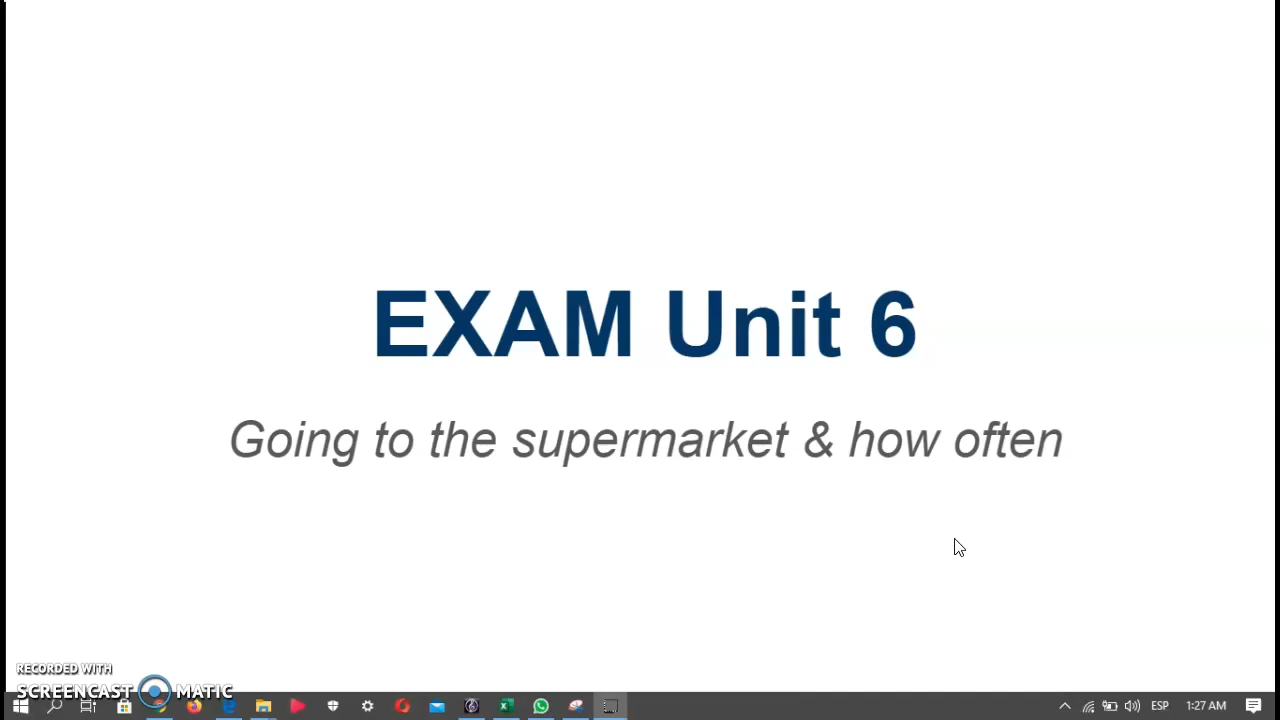 EXAM Unit 6
Going to the supermarket & how often
RECORDED WITH
SCREENCAST MATIC
ESP 1:27 AM